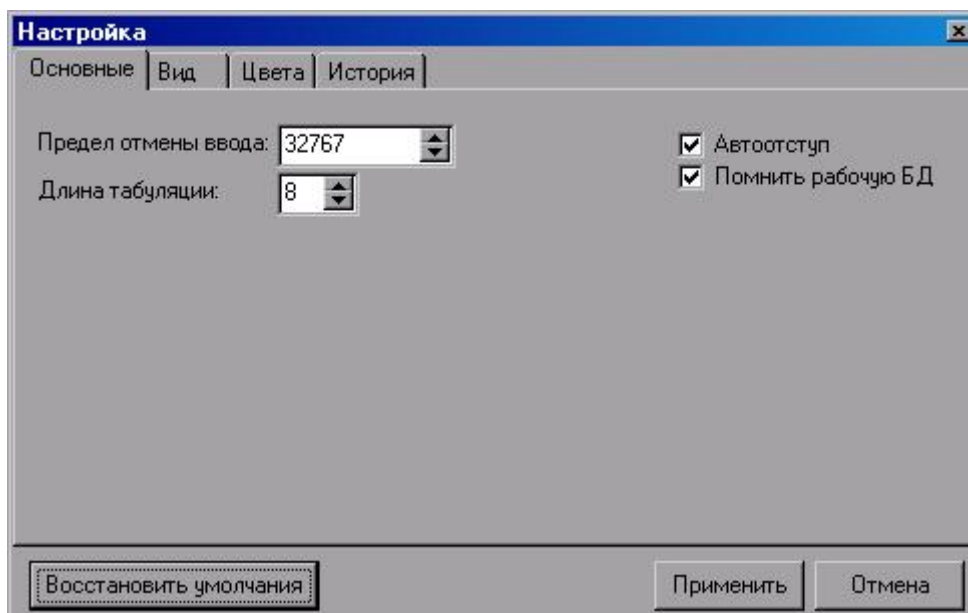 Настройка
Основные Вид Цвета История
Предел отмены ввода: 32767 Автоотступ
Длина табуляции: 8 Помнить рабочую БД
Восстановить умолчания Применить Отмена